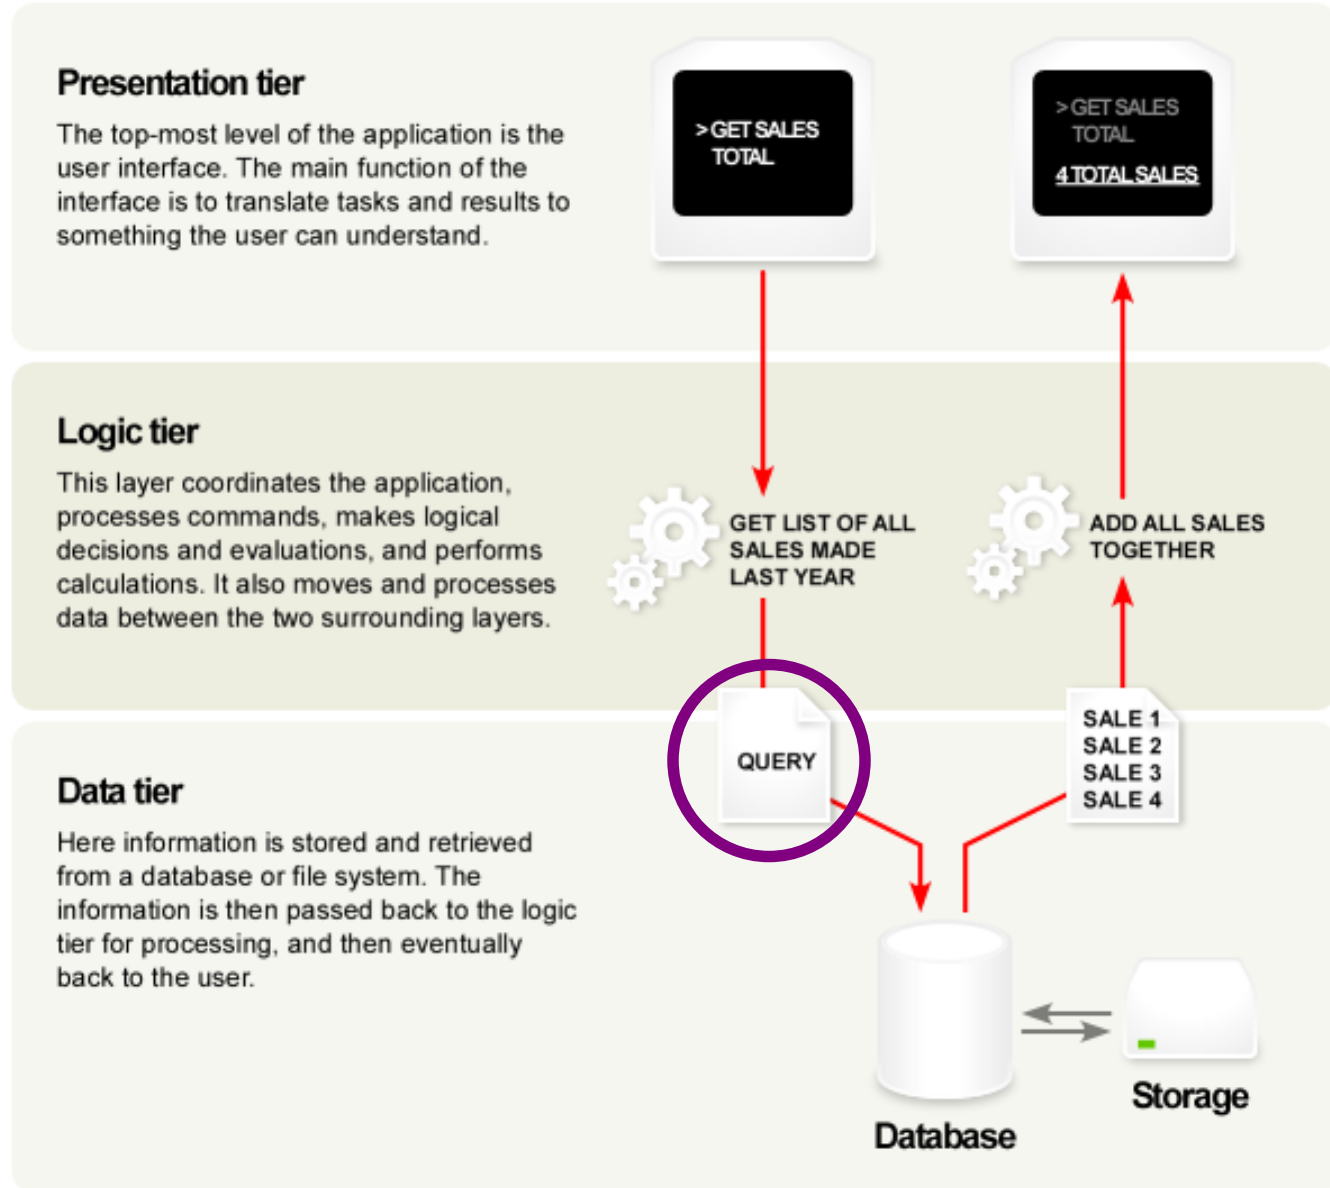 Presentation tier
The top-most level of the application is the
user interface. The main function of the
interface is to translate tasks and results to
something the user can understand.
> GET SALES
TOTAL
> GET SALES
TOTAL
4 TOTAL SALES
Logic tier
This layer coordinates the application,
processes commands, makes logical
decisions and evaluations, and performs
calculations. It also moves and processes
data between the two surrounding layers.
GET LIST OF ALL
SALES MADE
LAST YEAR
ADD ALL SALES
TOGETHER
QUERY
SALE 1
SALE 2
SALE 3
SALE 4
Data tier
Here information is stored and retrieved
from a database or file system. The
information is then passed back to the logic
tier for processing, and then eventually
back to the user.
Database
Storage